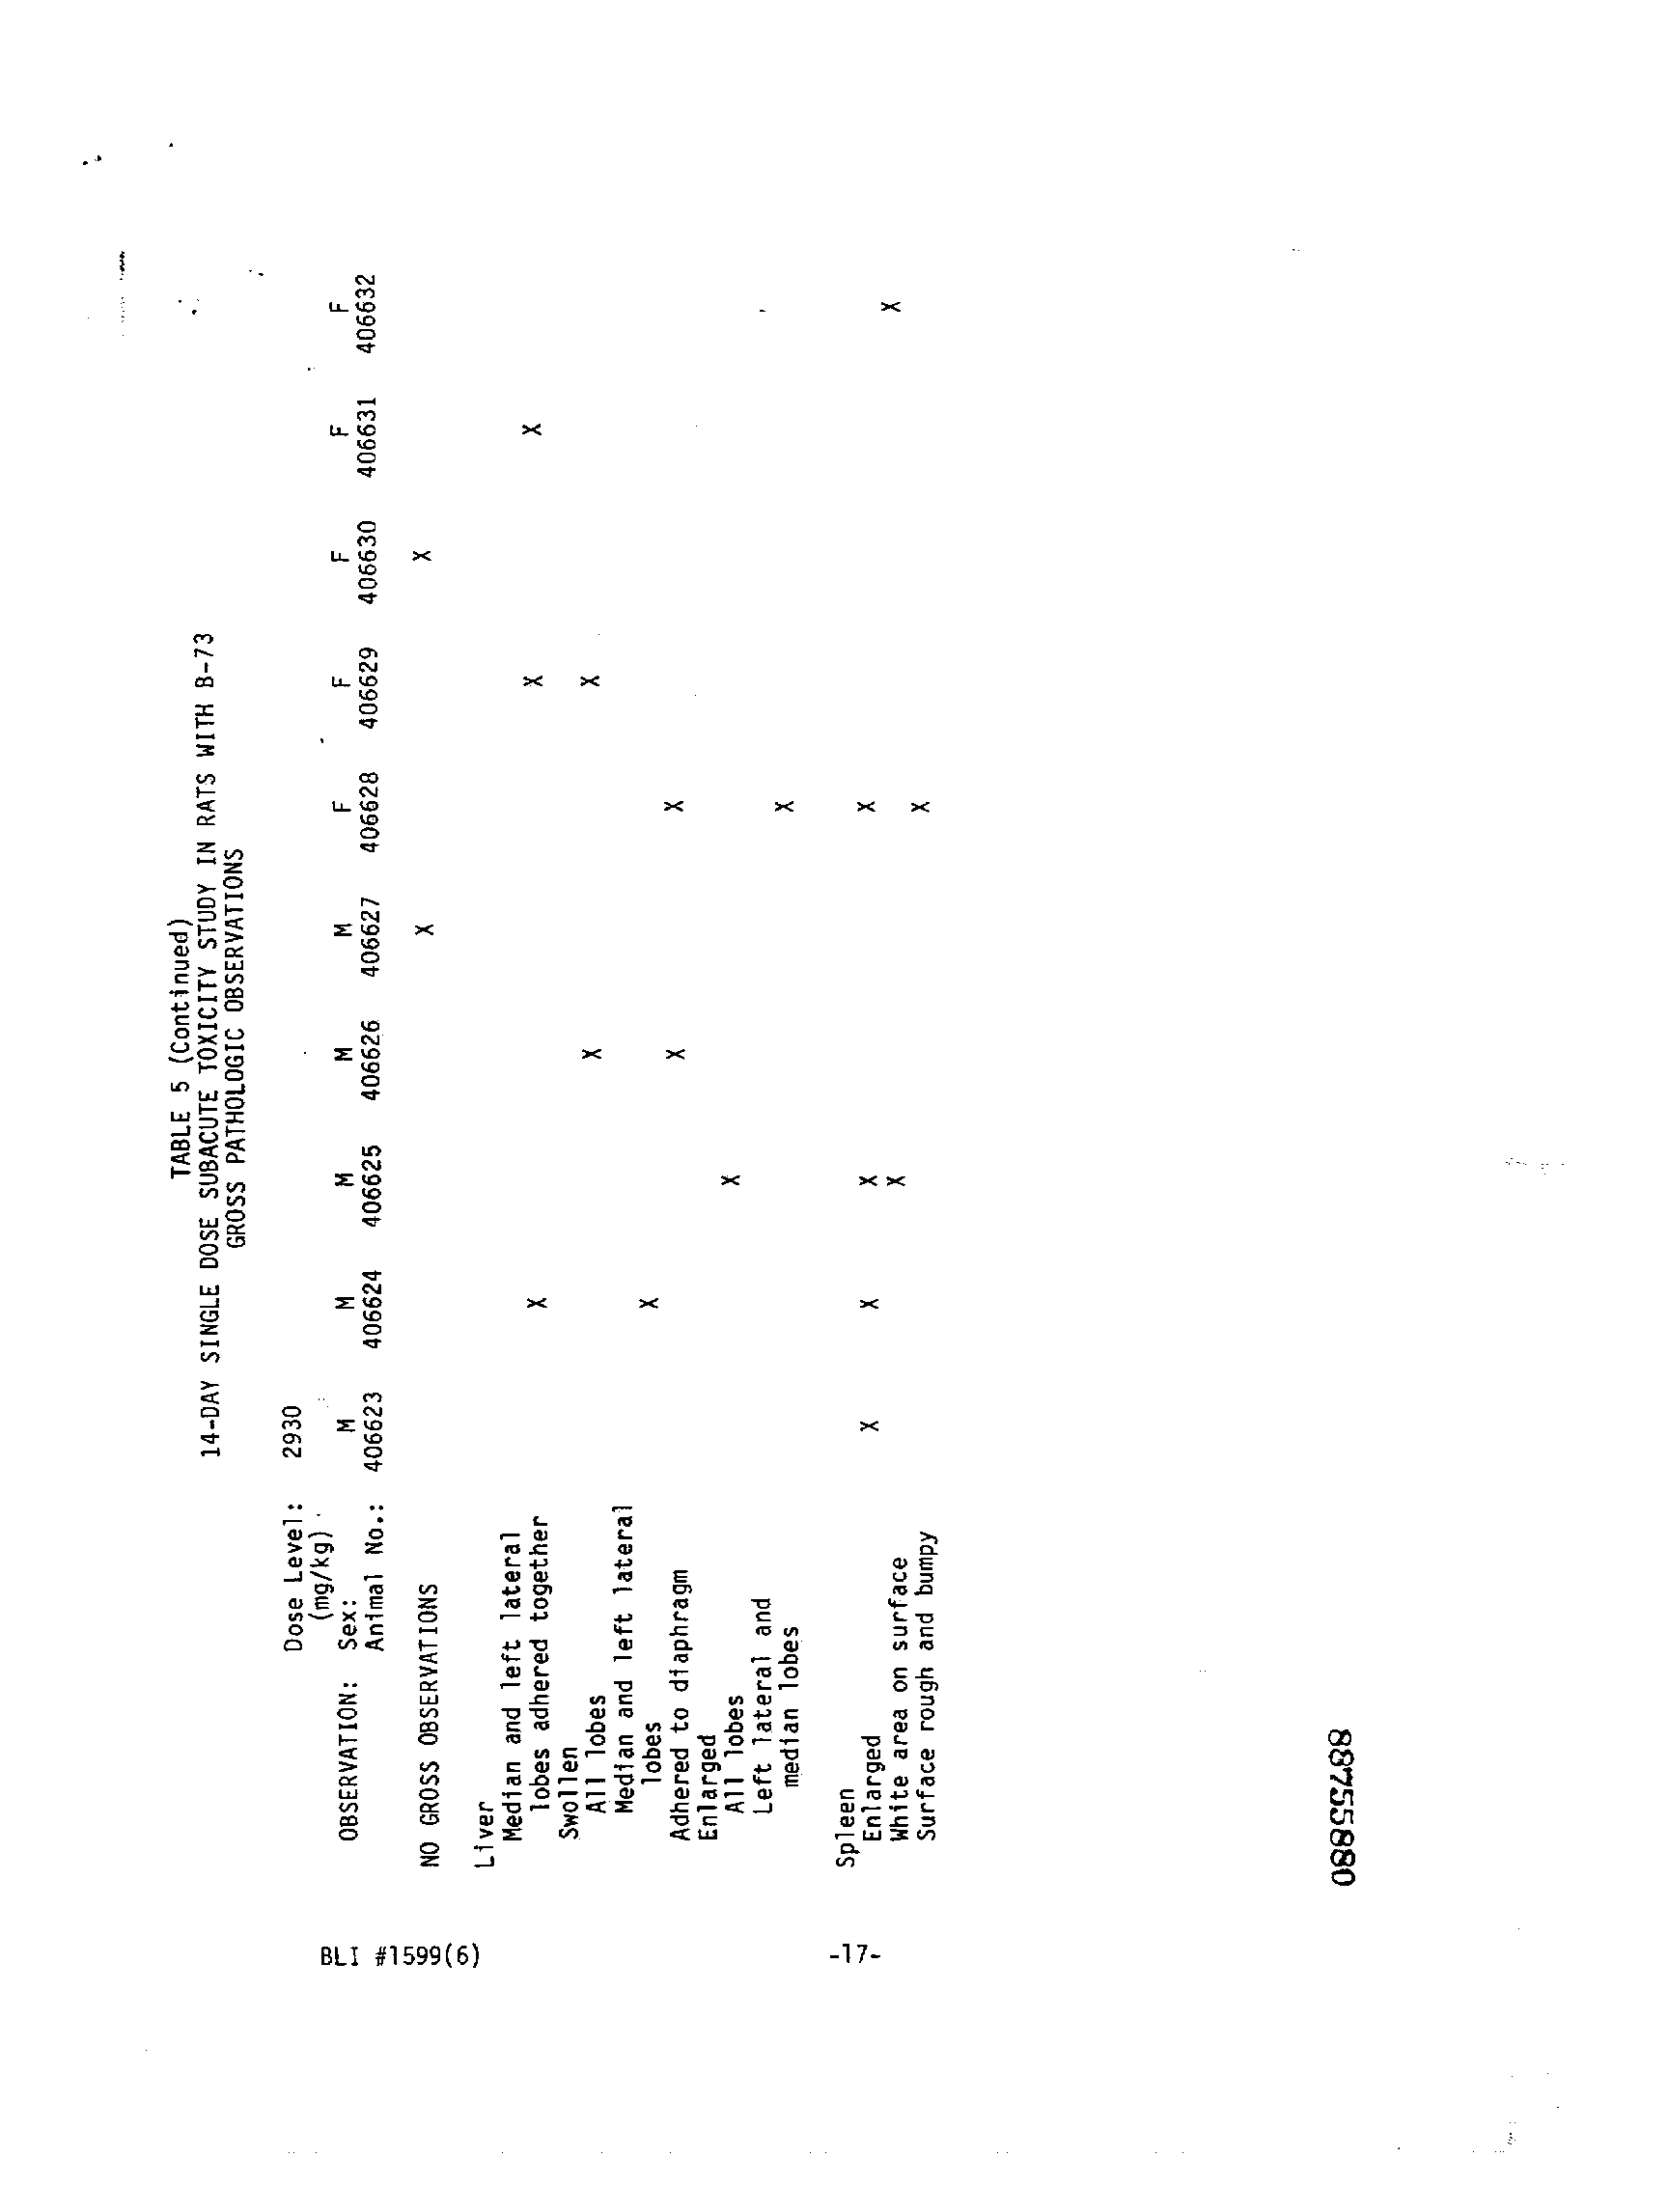 TABLE 5 (Continued)
14-DAY SINGLE DOSE SUBACUTE TOXICITY STUDY IN RATS WITH B-73
GROSS PATHOLOGIC OBSERVATIONS
Dose Level: 2930
(mg/kg)
OBSERVATION: Sex: M M M M M F F F F F
Animal No.: 406623 406624 406625 406626 406627 406628 406629 406630 406631 406632
NO GROSS OBSERVATIONS X X
Liver
Median and left lateral
lobes adhered together X X X
Swollen
All lobes X X
Median and left lateral
lobes X
Adhered to diaphragm X X
Enlarged
All lobes X
Left lateral and
median lobes X
Spleen
Enlarged X X X X
White area on surface X X
Surface rough and bumpy X
BLI #1599(6)
-17-
88755880